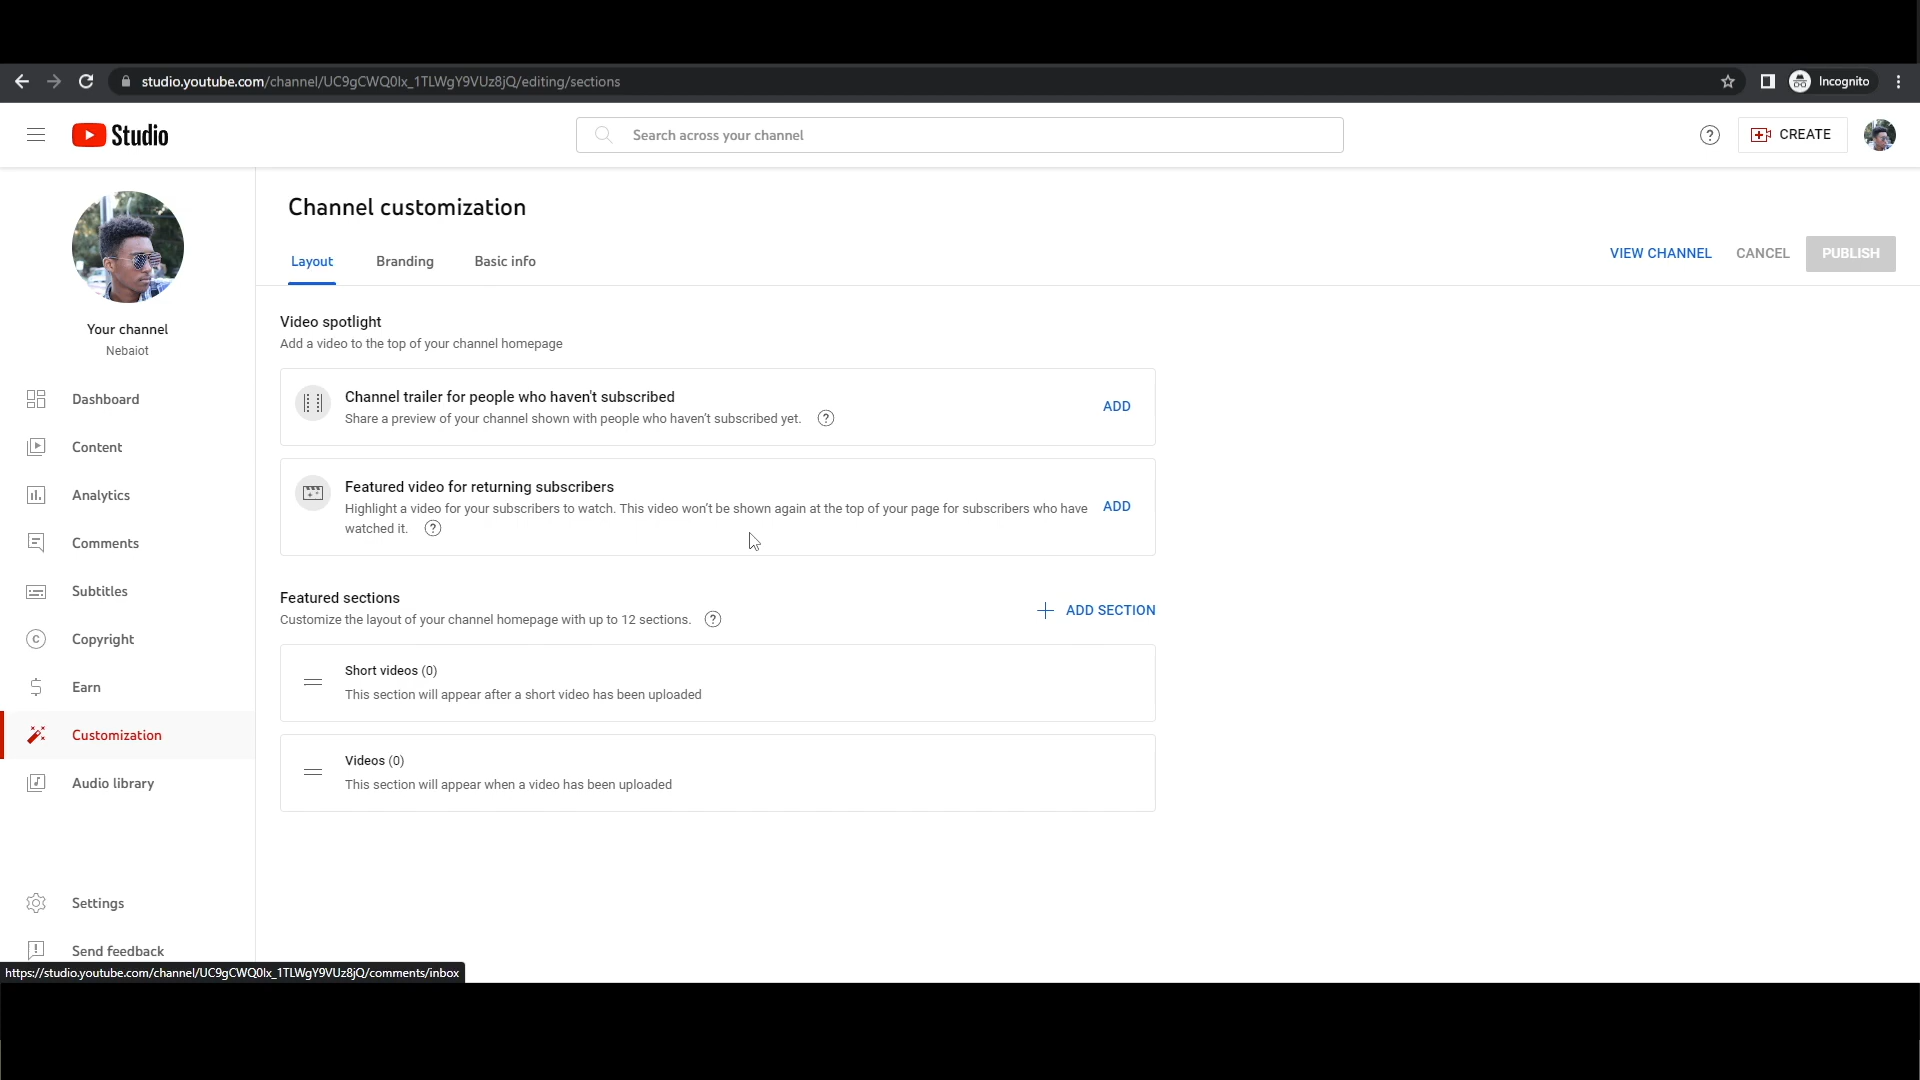 studio.youtube.com/channel/UC9gCWQ0lx_1TLWgY9VUz8jQ/editing/sections
Incognito
Studio
Search across your channel
CREATE
Your channel
Nebaiot
Dashboard
Content
Analytics
Comments
Subtitles
Copyright
Earn
Customization
Audio library
Settings
Send feedback
Channel customization
Layout Branding Basic info
VIEW CHANNEL CANCEL PUBLISH
Video spotlight
Add a video to the top of your channel homepage
Channel trailer for people who haven't subscribed
Share a preview of your channel shown with people who haven't subscribed yet.
ADD
Featured video for returning subscribers
Highlight a video for your subscribers to watch. This video won't be shown again at the top of your page for subscribers who have
watched it.
ADD
Featured sections
Customize the layout of your channel homepage with up to 12 sections.
ADD SECTION
Short videos (0)
This section will appear after a short video has been uploaded
Videos (0)
This section will appear when a video has been uploaded
https://studio.youtube.com/channel/UC9gCWQ0lx_1TLWgY9VUz8jQ/comments/inbox